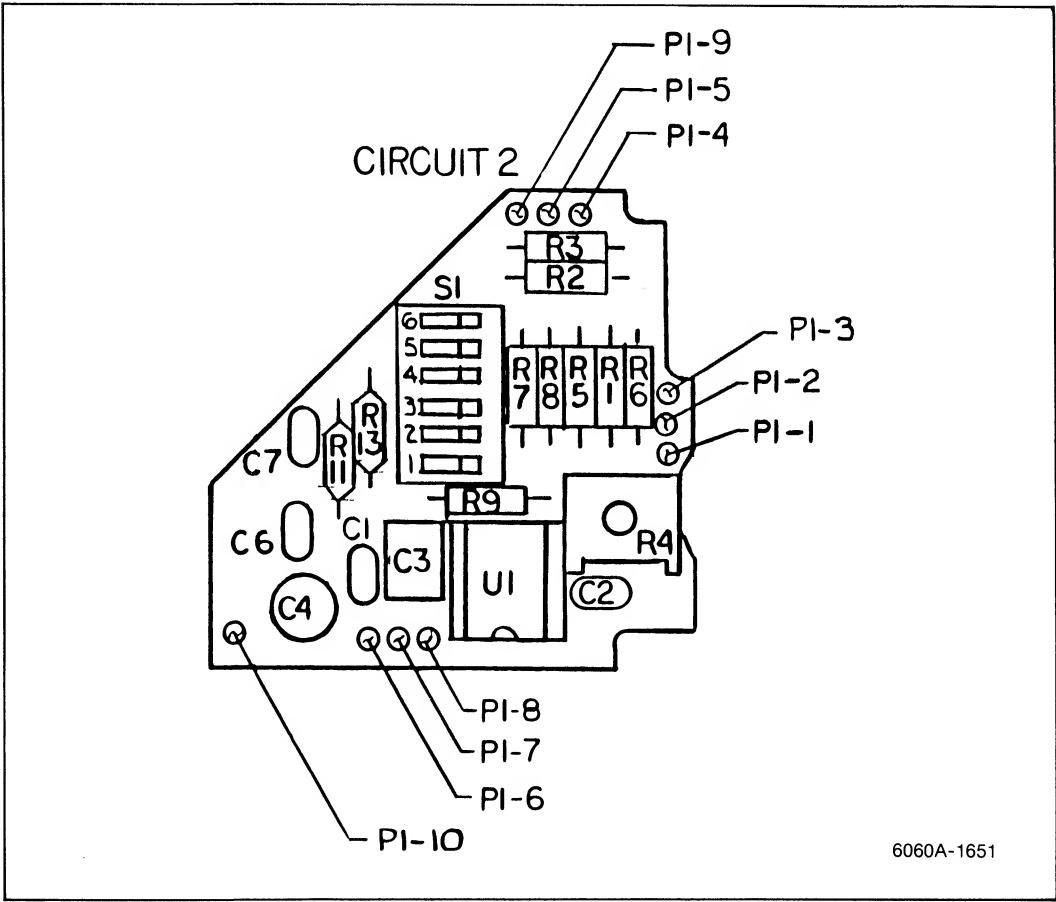 P1-9
P1-5
P1-4
CIRCUIT 2
R3
R2
S1
6
5
4
3
2
1
R7
R8
R5
R1
R6
P1-3
P1-2
P1-1
R13
R11
C7
R9
R4
C6
C1
C3
U1
C2
C4
P1-8
P1-7
P1-6
P1-10
6060A-1651